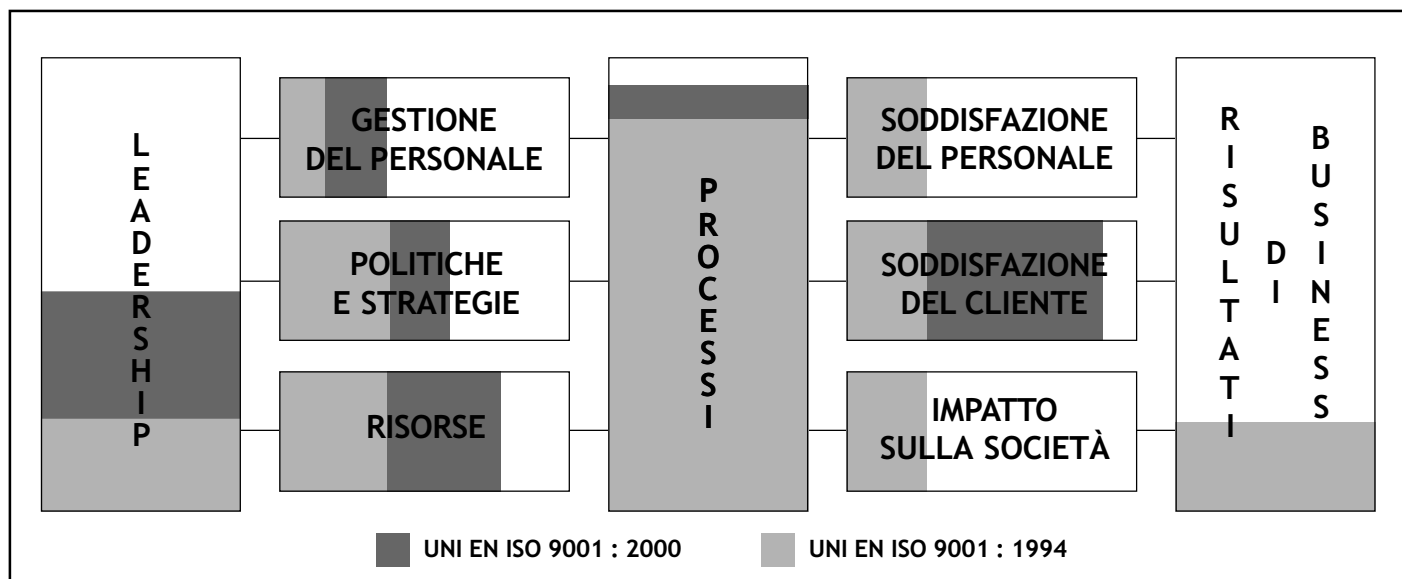 LEADERSHIP
GESTIONE
DEL PERSONALE
POLITICHE
E STRATEGIE
RISORSE
PROCESSI
SODDISFAZIONE
DEL PERSONALE
SODDISFAZIONE
DEL CLIENTE
IMPATTO
SULLA SOCIETÀ
RISULTATI
DI
BUSINESS
UNI EN ISO 9001 : 2000
UNI EN ISO 9001 : 1994